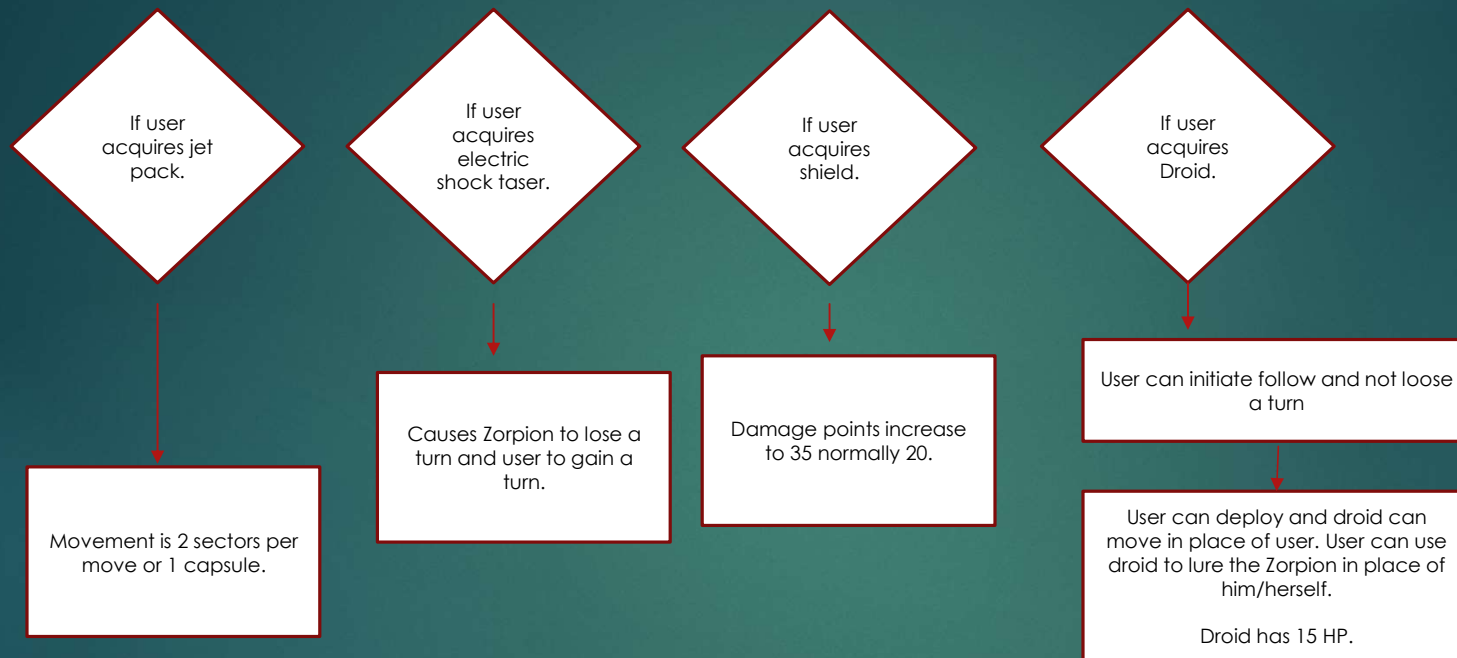 If user
acquires jet
pack.
If user
acquires
electric
shock taser.
If user
acquires
shield.
If user
acquires
Droid.
Movement is 2 sectors per
move or 1 capsule.
Causes Zorpion to lose a
turn and user to gain a
turn.
Damage points increase
to 35 normally 20.
User can initiate follow and not loose
a turn
User can deploy and droid can
move in place of user. User can use
droid to lure the Zorpion in place of
him/herself.
Droid has 15 HP.